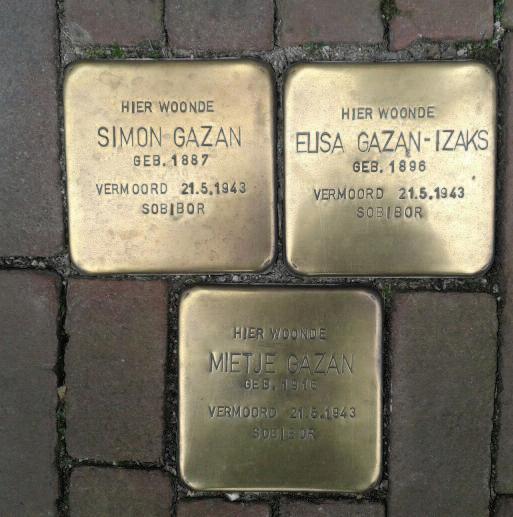 HIER WOONDE
SIMON GAZAN
GEB. 1887
VERMOORD 21.5.1943
SOBIBOR
HIER WOONDE
ELISA GAZAN-IZAKS
GEB. 1896
VERMOORD 21.5.1943
SOBIBOR
HIER WOONDE
MIETJE GAZAN
GEB. 1916
VERMOORD 21.5.1943
SOBIBOR